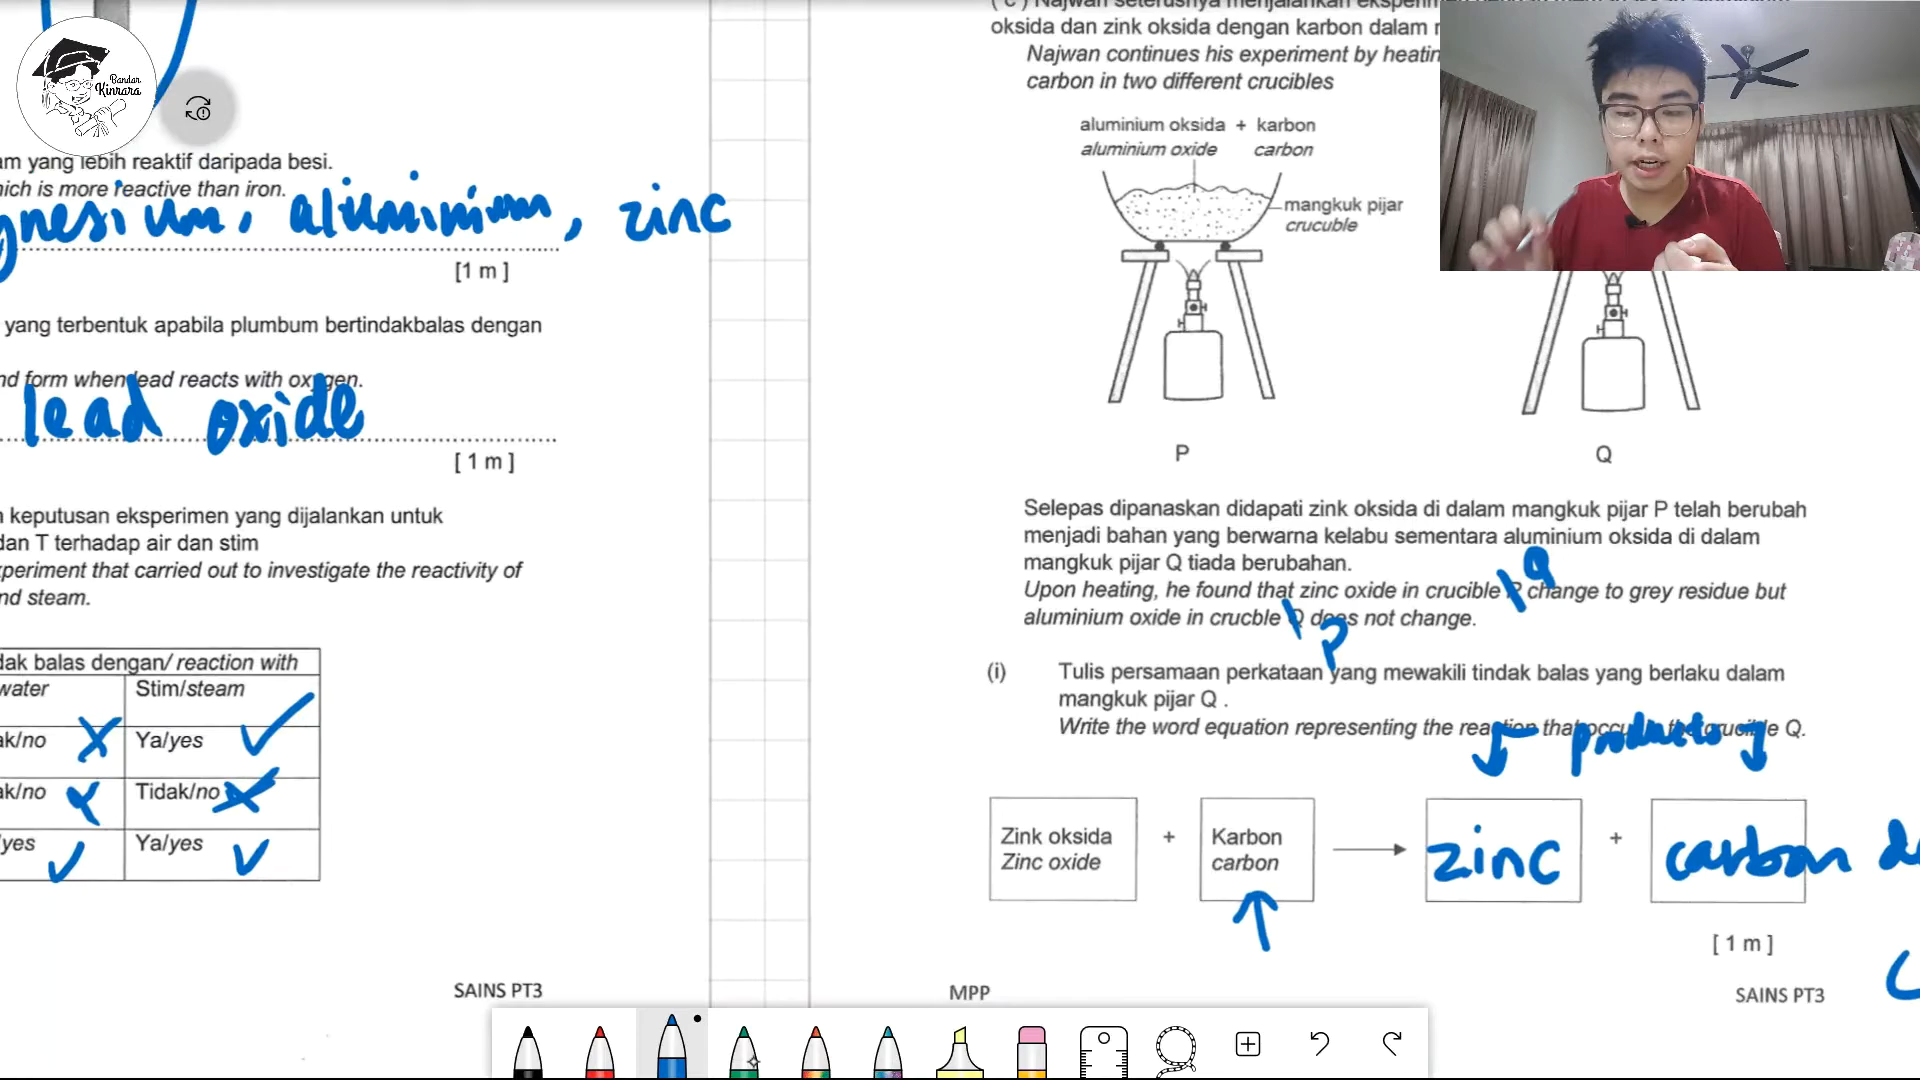 Bandar
Kinrara
am yang lebih reaktif daripada besi.
hich is more reactive than iron.
gnesium, aluminium, zinc
[1 m ]
yang terbentuk apabila plumbum bertindakbalas dengan
nd form when lead reacts with oxygen.
lead oxide
[ 1 m ]
n keputusan eksperimen yang dijalankan untuk
dan T terhadap air dan stim
xperiment that carried out to investigate the reactivity of
nd steam.
dak balas dengan/ reaction with
water Stim/steam
ak/no Ya/yes
ak/no Tidak/no
yes Ya/yes
SAINS PT3
( c ) Najwan seterusnya menjalankan eksperim
oksida dan zink oksida dengan karbon dalam
Najwan continues his experiment by heatin
carbon in two different crucibles
aluminium oksida + karbon
aluminium oxide carbon
mangkuk pijar
crucuble
P Q
Selepas dipanaskan didapati zink oksida di dalam mangkuk pijar P telah berubah
menjadi bahan yang berwarna kelabu sementara aluminium oksida di dalam
mangkuk pijar Q tiada berubahan.
Q
Upon heating, he found that zinc oxide in crucible P change to grey residue but
aluminium oxide in crucble Q does not change.
P
(i) Tulis persamaan perkataan yang mewakili tindak balas yang berlaku dalam
mangkuk pijar Q .
Write the word equation representing the reaction that occur in the crucible Q.
products
Zink oksida + Karbon zinc + carbon
Zinc oxide carbon
[ 1 m ]
MPP SAINS PT3